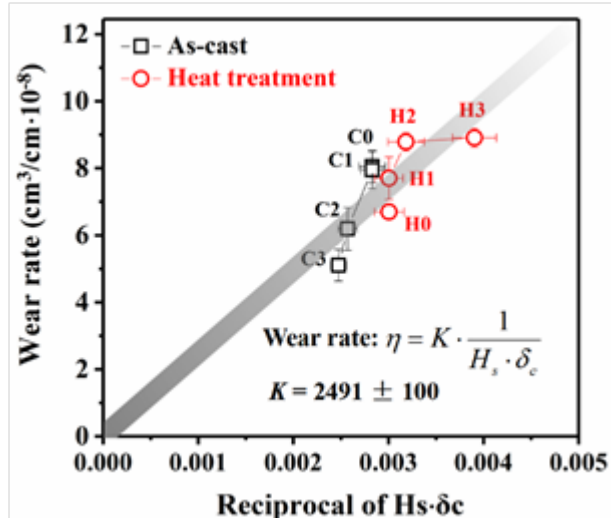 12
10
8
6
4
2
0
0.000 0.001 0.002 0.003 0.004 0.005
Wear rate (cm³/cm·10⁻⁸)
Reciprocal of Hs·δc
As-cast
Heat treatment
C0
C1
C2
C3
H2
H3
H1
H0
Wear rate: η = K · 1 / H_s · δ_c
K = 2491 ± 100